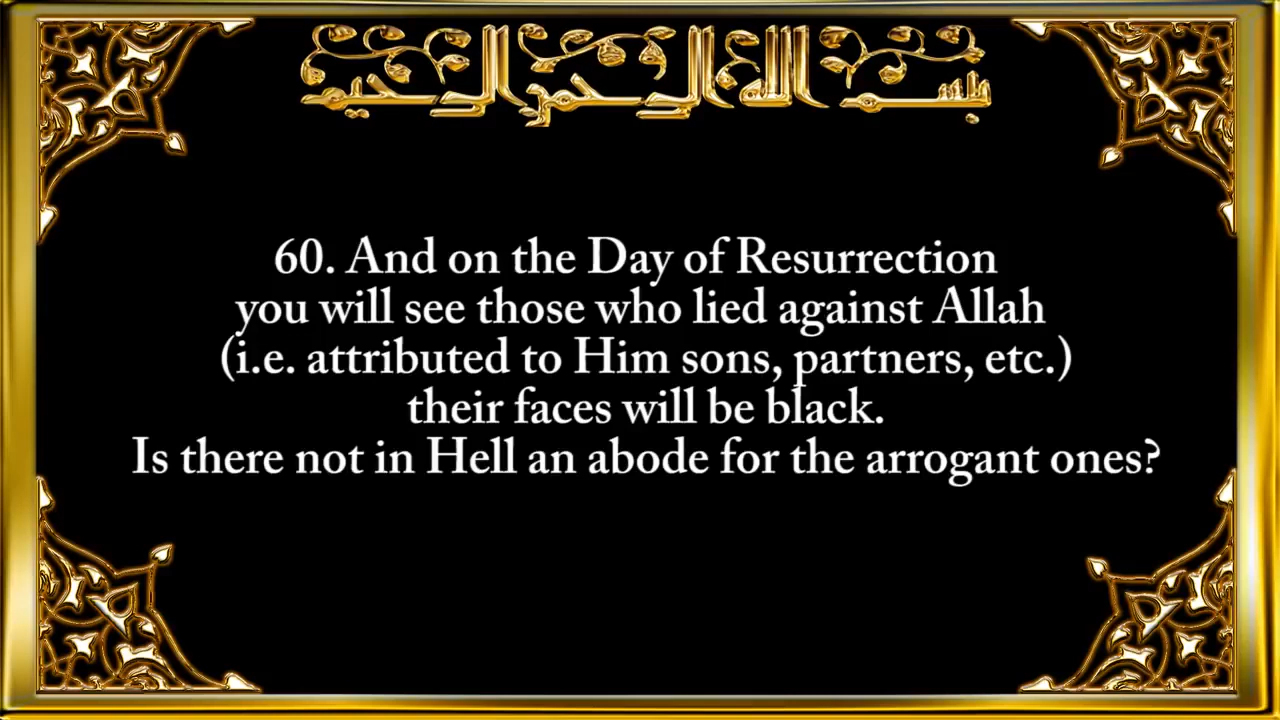 بسم الله الرحمن الرحيم
60. And on the Day of Resurrection
you will see those who lied against Allah
(i.e. attributed to Him sons, partners, etc.)
their faces will be black.
Is there not in Hell an abode for the arrogant ones?